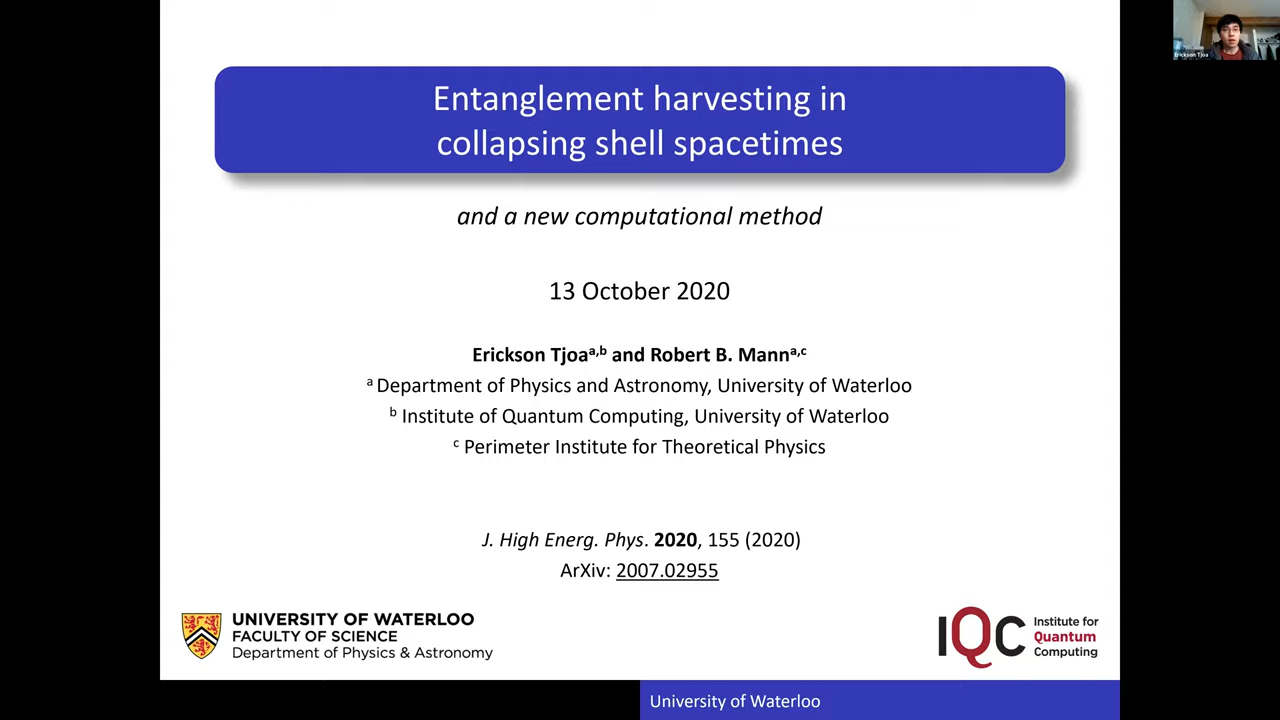 Erickson Tjoa
Entanglement harvesting in
collapsing shell spacetimes
and a new computational method
13 October 2020
Erickson Tjoaa,b and Robert B. Manna,c
a Department of Physics and Astronomy, University of Waterloo
b Institute of Quantum Computing, University of Waterloo
c Perimeter Institute for Theoretical Physics
J. High Energ. Phys. 2020, 155 (2020)
ArXiv: 2007.02955
UNIVERSITY OF WATERLOO
FACULTY OF SCIENCE
Department of Physics & Astronomy
IQC
Institute for
Quantum
Computing
University of Waterloo